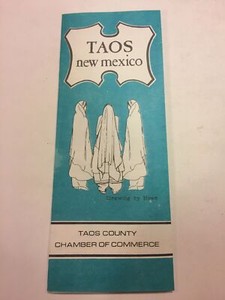 TAOS
new mexico
Drawing by
TAOS COUNTY
CHAMBER OF COMMERCE